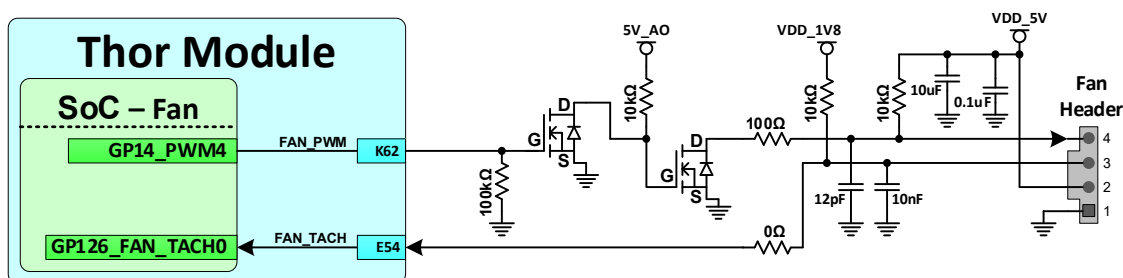 Thor Module
SoC – Fan
GP14_PWM4
FAN_PWM
K62
GP126_FAN_TACH0
FAN_TACH
E54
100kΩ
G
D
S
5V_AO
10kΩ
G
D
S
100Ω
0Ω
VDD_1V8
10kΩ
12pF
10nF
10kΩ
10uF
0.1uF
VDD_5V
Fan
Header
4
3
2
1